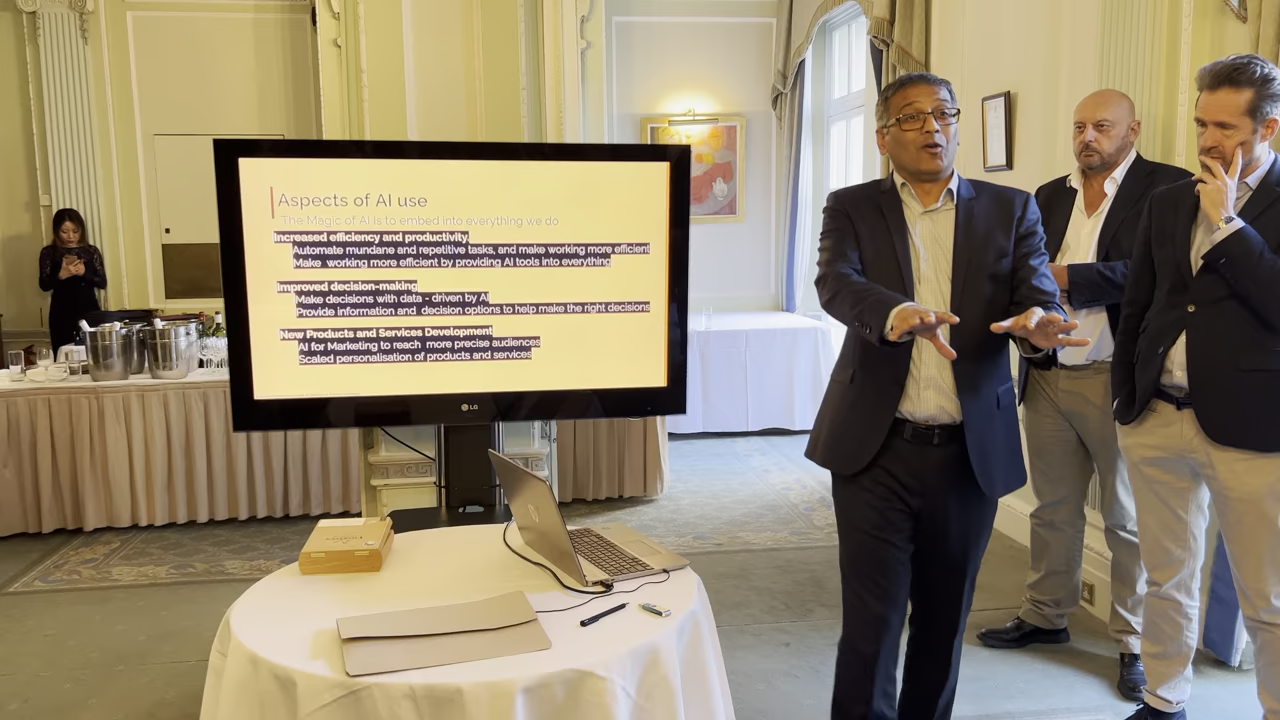 Aspects of AI use
The Magic of AI Is to embed into everything we do
Increased efficiency and productivity.
Automate mundane and repetitive tasks, and make working more efficient
Make working more efficient by providing AI tools into everything
Improved decision-making
Make decisions with data - driven by AI
Provide information and decision options to help make the right decisions
New Products and Services Development
AI for Marketing to reach more precise audiences
Scaled personalisation of products and services
LG